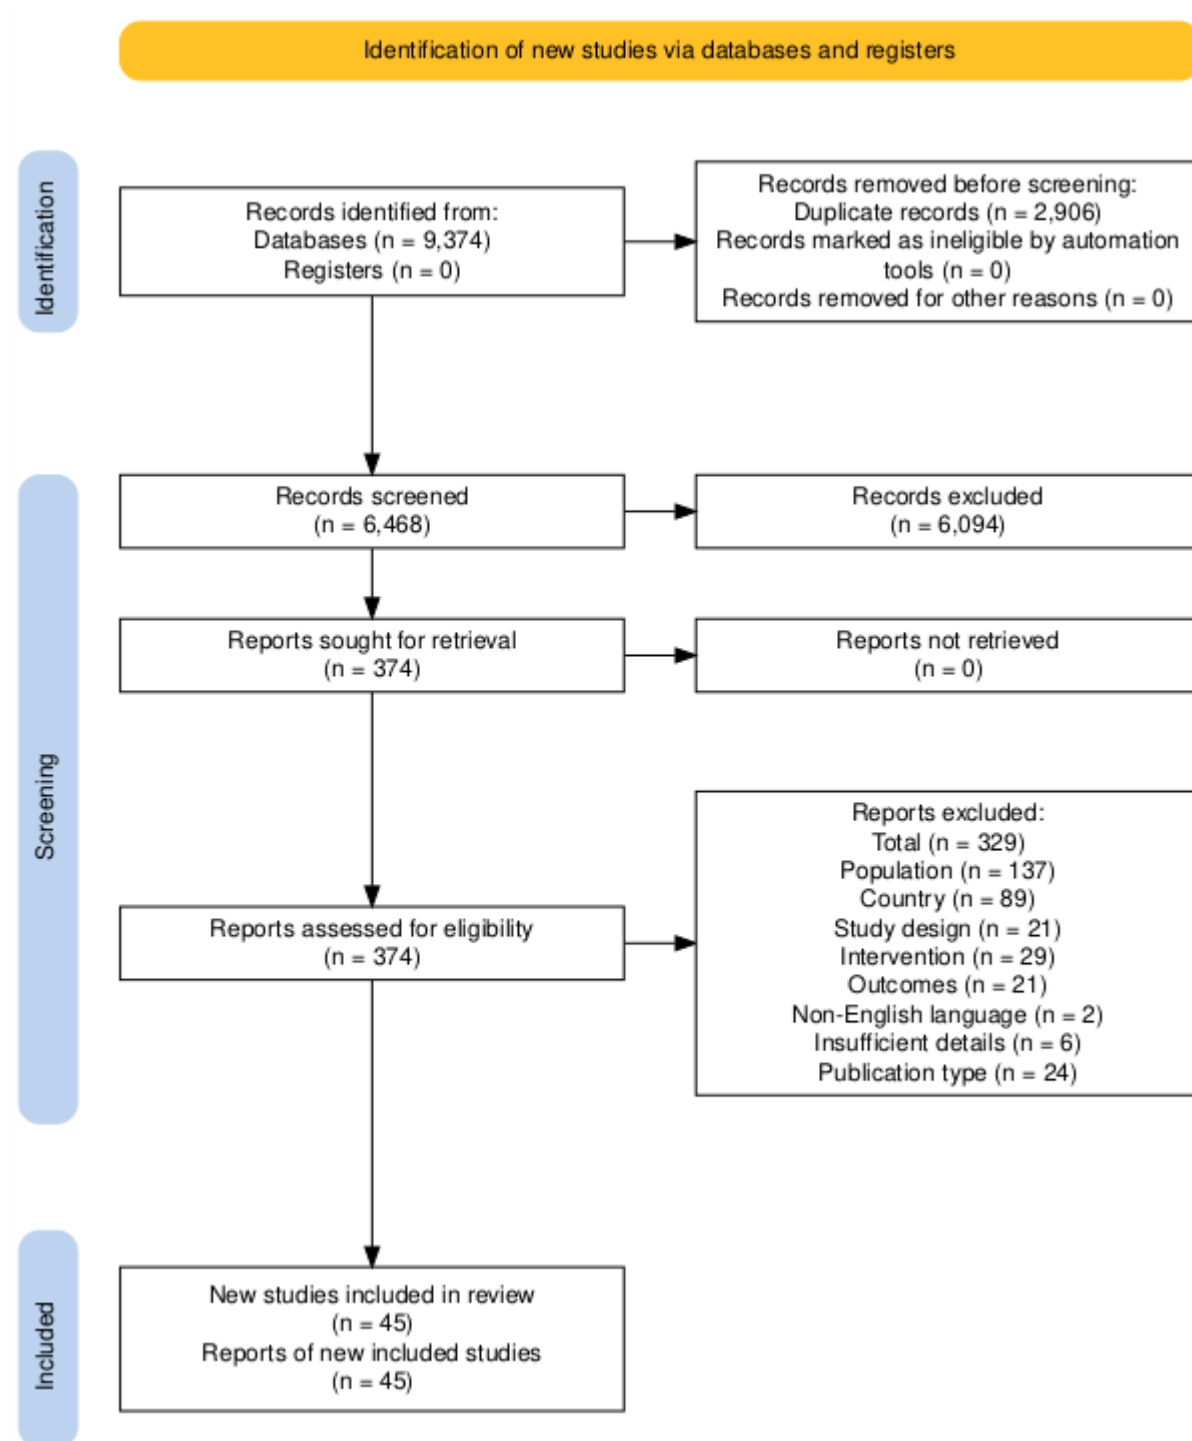 Identification of new studies via databases and registers
Identification
Records identified from:
Databases (n = 9,374)
Registers (n = 0)
Records removed before screening:
Duplicate records (n = 2,906)
Records marked as ineligible by automation
tools (n = 0)
Records removed for other reasons (n = 0)
Screening
Records screened
(n = 6,468)
Records excluded
(n = 6,094)
Reports sought for retrieval
(n = 374)
Reports not retrieved
(n = 0)
Reports assessed for eligibility
(n = 374)
Reports excluded:
Total (n = 329)
Population (n = 137)
Country (n = 89)
Study design (n = 21)
Intervention (n = 29)
Outcomes (n = 21)
Non-English language (n = 2)
Insufficient details (n = 6)
Publication type (n = 24)
Included
New studies included in review
(n = 45)
Reports of new included studies
(n = 45)